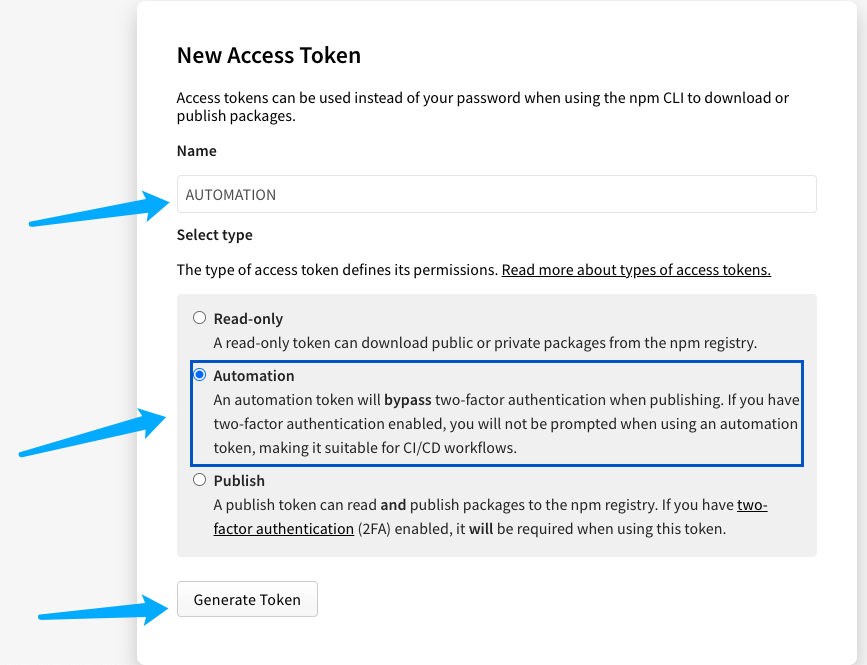 New Access Token
Access tokens can be used instead of your password when using the npm CLI to download or
publish packages.
Name
AUTOMATION
Select type
The type of access token defines its permissions. Read more about types of access tokens.
Read-only
A read-only token can download public or private packages from the npm registry.
Automation
An automation token will bypass two-factor authentication when publishing. If you have
two-factor authentication enabled, you will not be prompted when using an automation
token, making it suitable for CI/CD workflows.
Publish
A publish token can read and publish packages to the npm registry. If you have two-
factor authentication (2FA) enabled, it will be required when using this token.
Generate Token